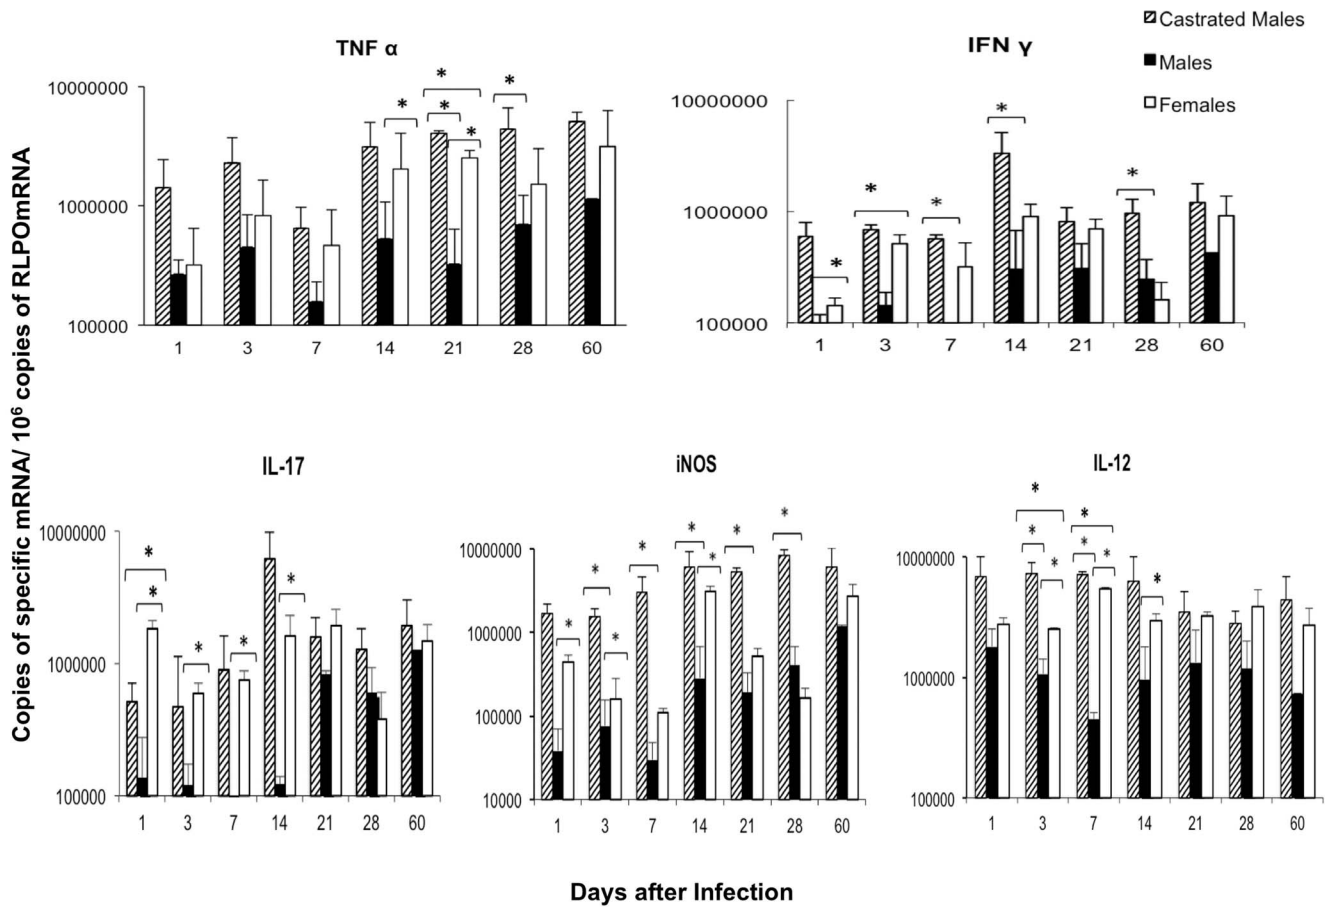 Castrated Males
Males
Females
TNF α
10000000
1000000
100000
* * * * *
1 3 7 14 21 28 60
IFN γ
10000000
1000000
100000
* * * * *
1 3 7 14 21 28 60
Copies of specific mRNA/ 10⁶ copies of RLPOmRNA
IL-17
10000000
1000000
100000
* * * * *
1 3 7 14 21 28 60
iNOS
10000000
1000000
100000
10000
* * * * * * * *
1 3 7 14 21 28 60
IL-12
10000000
1000000
100000
* * * * * * *
1 3 7 14 21 28 60
Days after Infection